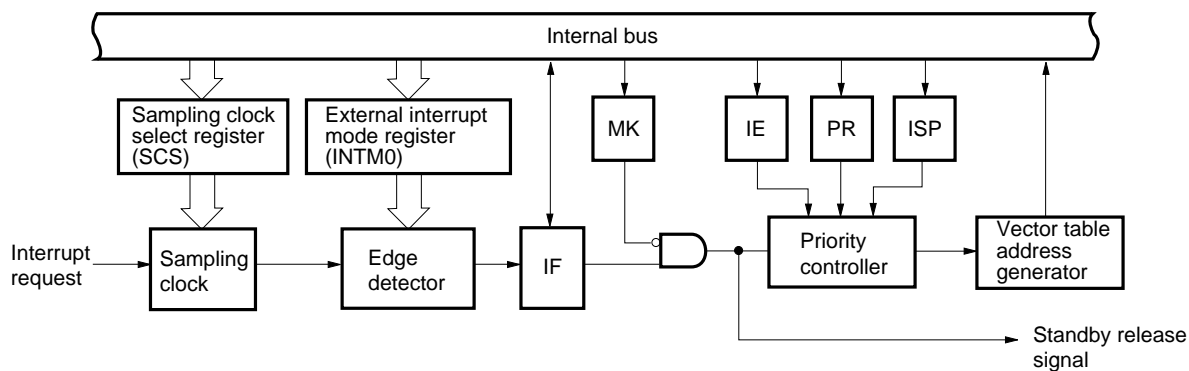 Internal bus
Sampling clock
select register
(SCS)
External interrupt
mode register
(INTM0)
MK
IE
PR
ISP
Interrupt
request
Sampling
clock
Edge
detector
IF
Priority
controller
Vector table
address
generator
Standby release
signal